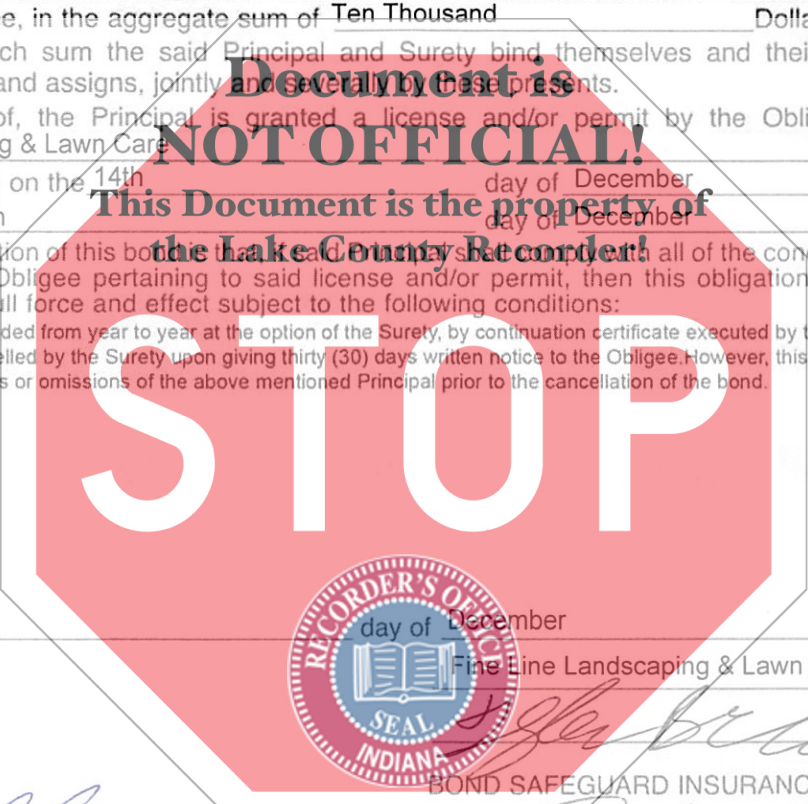 e, in the aggregate sum of Ten Thousand Dolla
ch sum the said Principal and Surety bind themselves and thei
and assigns, jointly and severally by these presents.
Document is
of, the Principal is granted a license and/or permit by the Obli
g & Lawn Care
NOT OFFICIAL!
on the 14th day of December
This Document is the property of
day of December
tion of this bond is that if said Principal shall comply with all of the con
the Lake County Recorder!
Obligee pertaining to said license and/or permit, then this obligation
ll force and effect subject to the following conditions:
ded from year to year at the option of the Surety, by continuation certificate executed by t
elled by the Surety upon giving thirty (30) days written notice to the Obligee.However, this
s or omissions of the above mentioned Principal prior to the cancellation of the bond.
STOP
RECORDER'S OFFICE
day of December
Fine Line Landscaping & Lawn
SEAL
INDIANA
BOND SAFEGUARD INSURANC